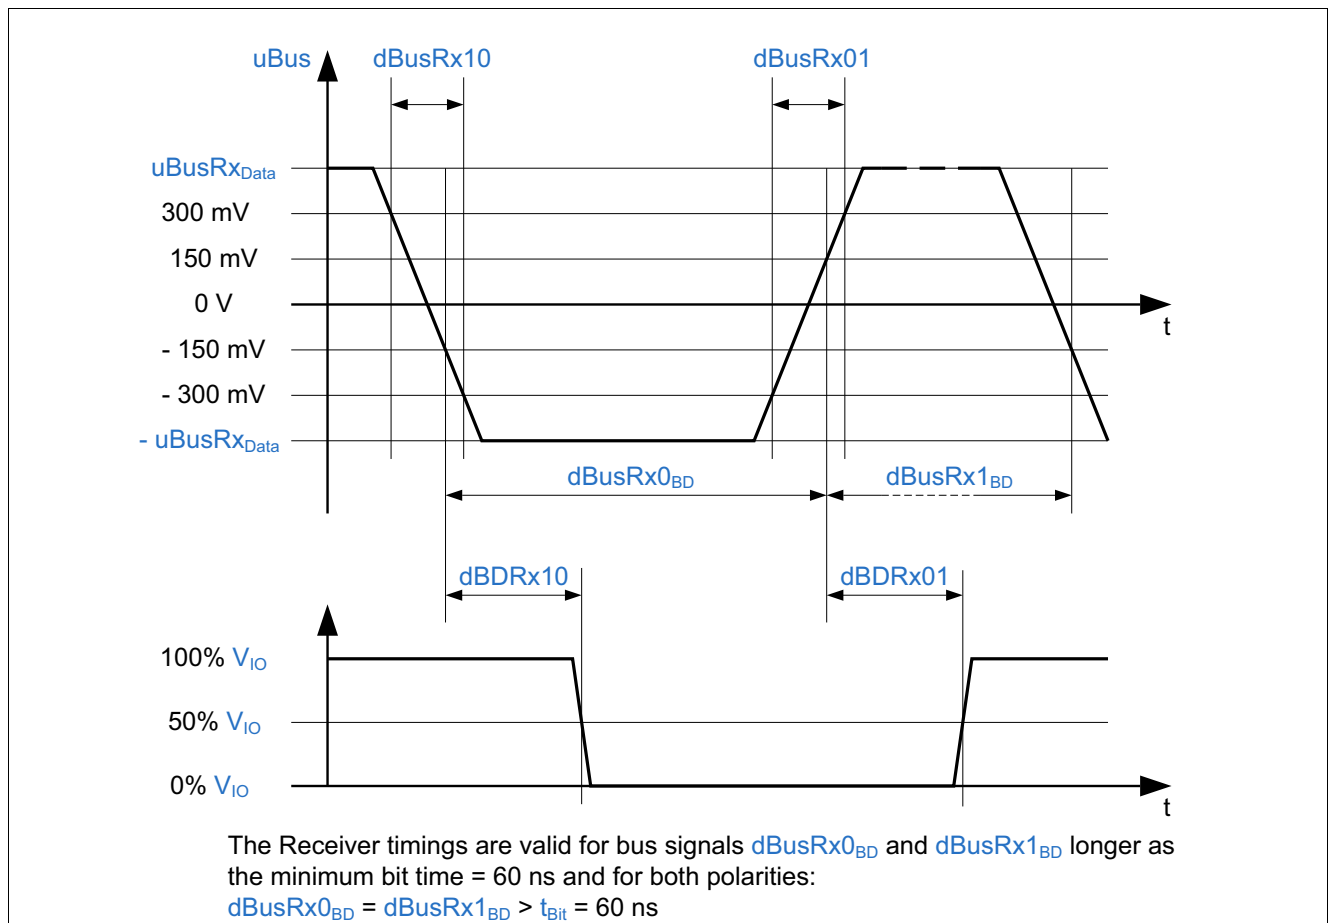 uBus dBusRx10 dBusRx01
uBusRxData
300 mV
150 mV
0 V
t
- 150 mV
- 300 mV
- uBusRxData
dBusRx0BD dBusRx1BD
dBDRx10 dBDRx01
100% VIO
50% VIO
0% VIO
t
The Receiver timings are valid for bus signals dBusRx0BD and dBusRx1BD longer as
the minimum bit time = 60 ns and for both polarities:
dBusRx0BD = dBusRx1BD > tBit = 60 ns